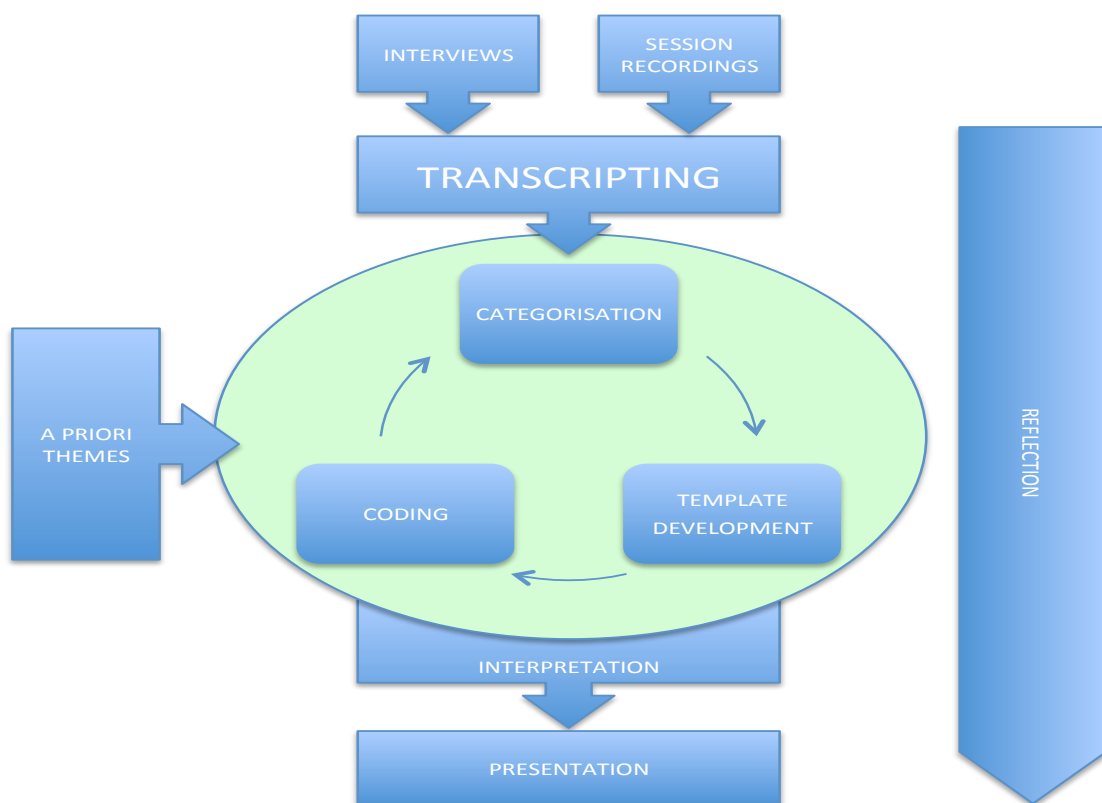 INTERVIEWS
SESSION
RECORDINGS
TRANSCRIPTING
CATEGORISATION
A PRIORI
THEMES
CODING
TEMPLATE
DEVELOPMENT
REFLECTION
INTERPRETATION
PRESENTATION